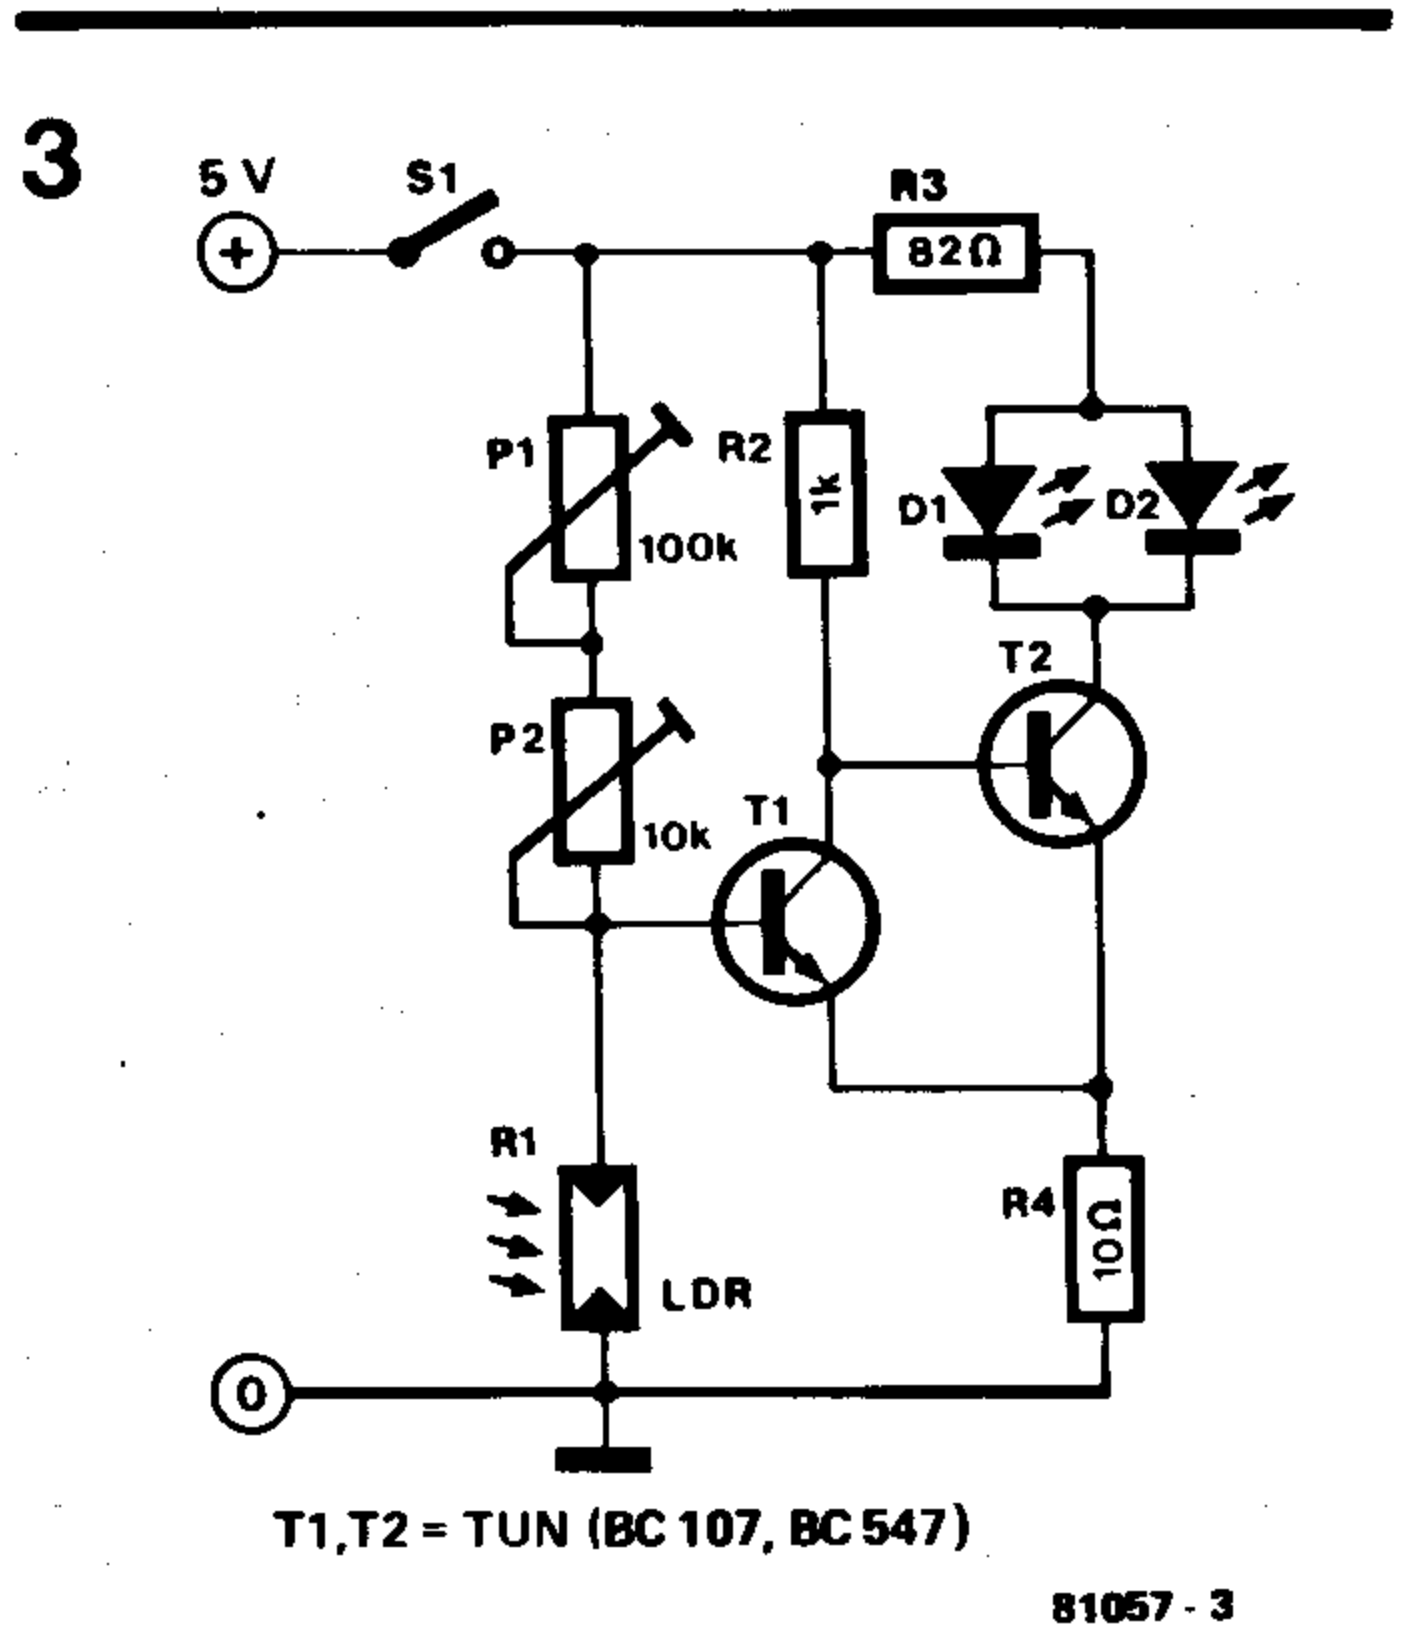 3
5 V
S1
R3
82Ω
+
P1
100k
R2
1k
D1
D2
P2
10k
T1
T2
R1
LDR
R4
10Ω
0
T1,T2 = TUN (BC 107, BC 547)
81057 - 3